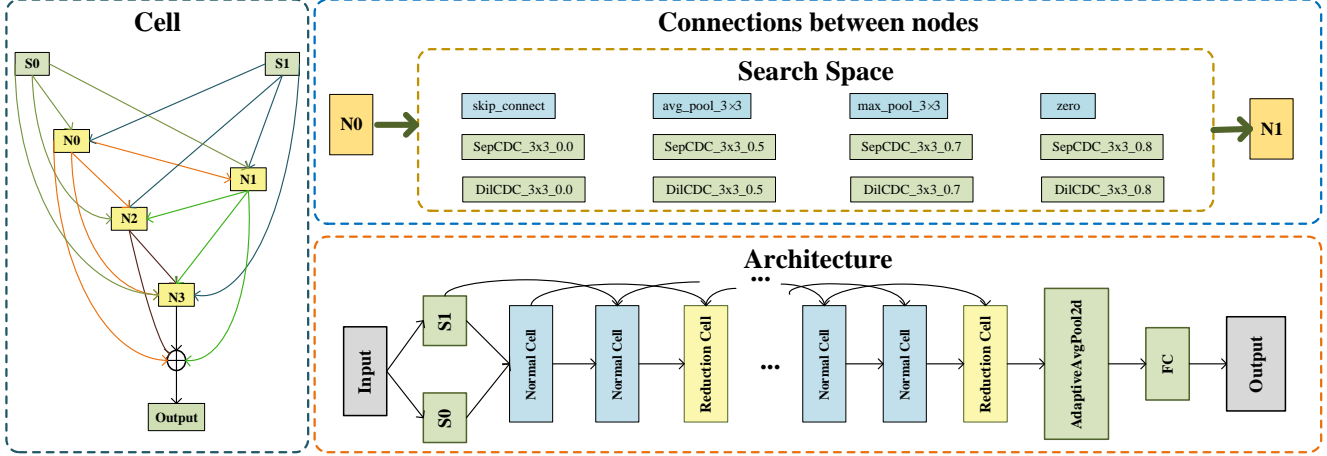 Cell
S0
S1
N0
N1
N2
N3
Output
Connections between nodes
Search Space
N0
skip_connect
avg_pool_3×3
max_pool_3×3
zero
SepCDC_3x3_0.0
SepCDC_3x3_0.5
SepCDC_3x3_0.7
SepCDC_3x3_0.8
DilCDC_3x3_0.0
DilCDC_3x3_0.5
DilCDC_3x3_0.7
DilCDC_3x3_0.8
N1
Architecture
...
Input
S1
S0
Normal Cell
Normal Cell
Reduction Cell
...
Normal Cell
Normal Cell
Reduction Cell
AdaptiveAvgPool2d
FC
Output